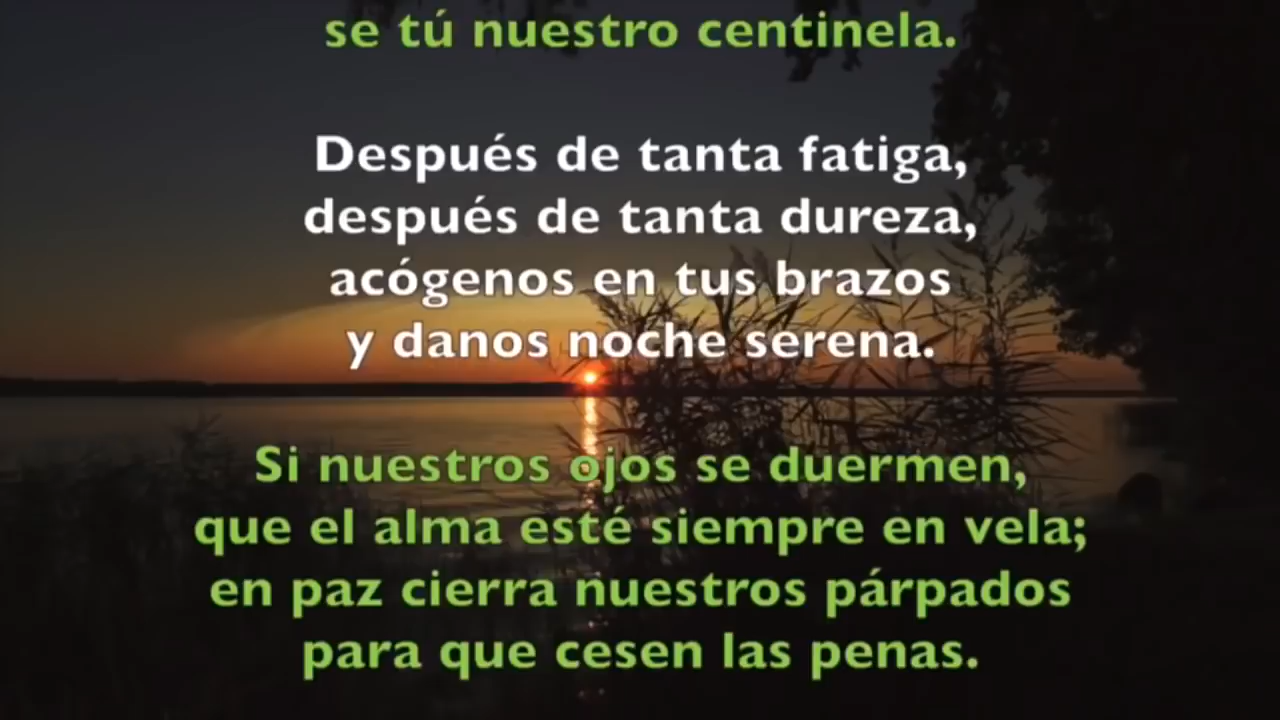 se tú nuestro centinela.
Después de tanta fatiga,
después de tanta dureza,
acógenos en tus brazos
y danos noche serena.
Si nuestros ojos se duermen,
que el alma esté siempre en vela;
en paz cierra nuestros párpados
para que cesen las penas.